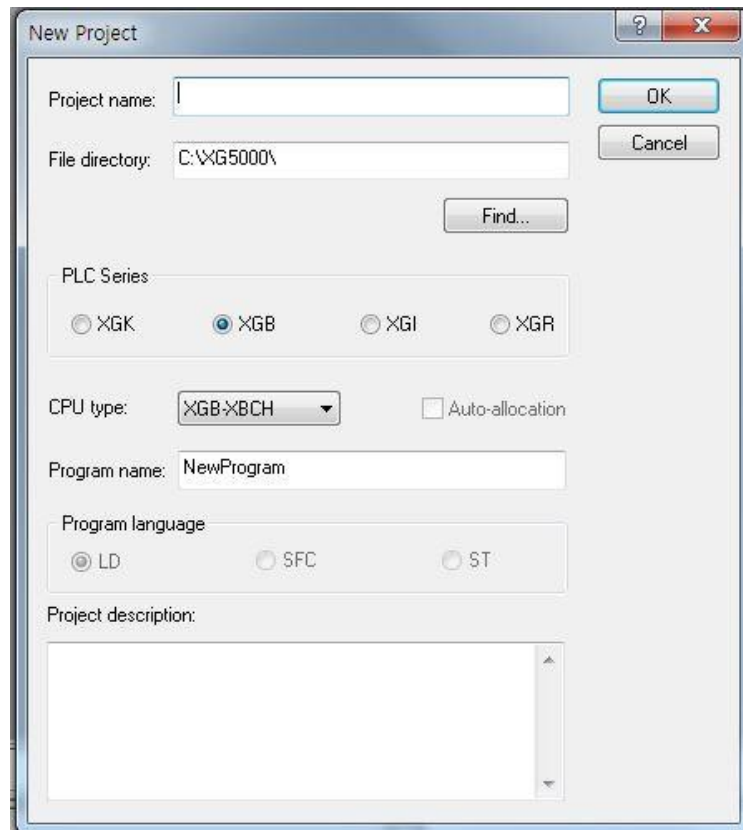 New Project
Project name:
OK
File directory: C:\XG5000\
Cancel
Find...
PLC Series
XGK XGB XGI XGR
CPU type: XGB-XBCH Auto-allocation
Program name: NewProgram
Program language
LD SFC ST
Project description: